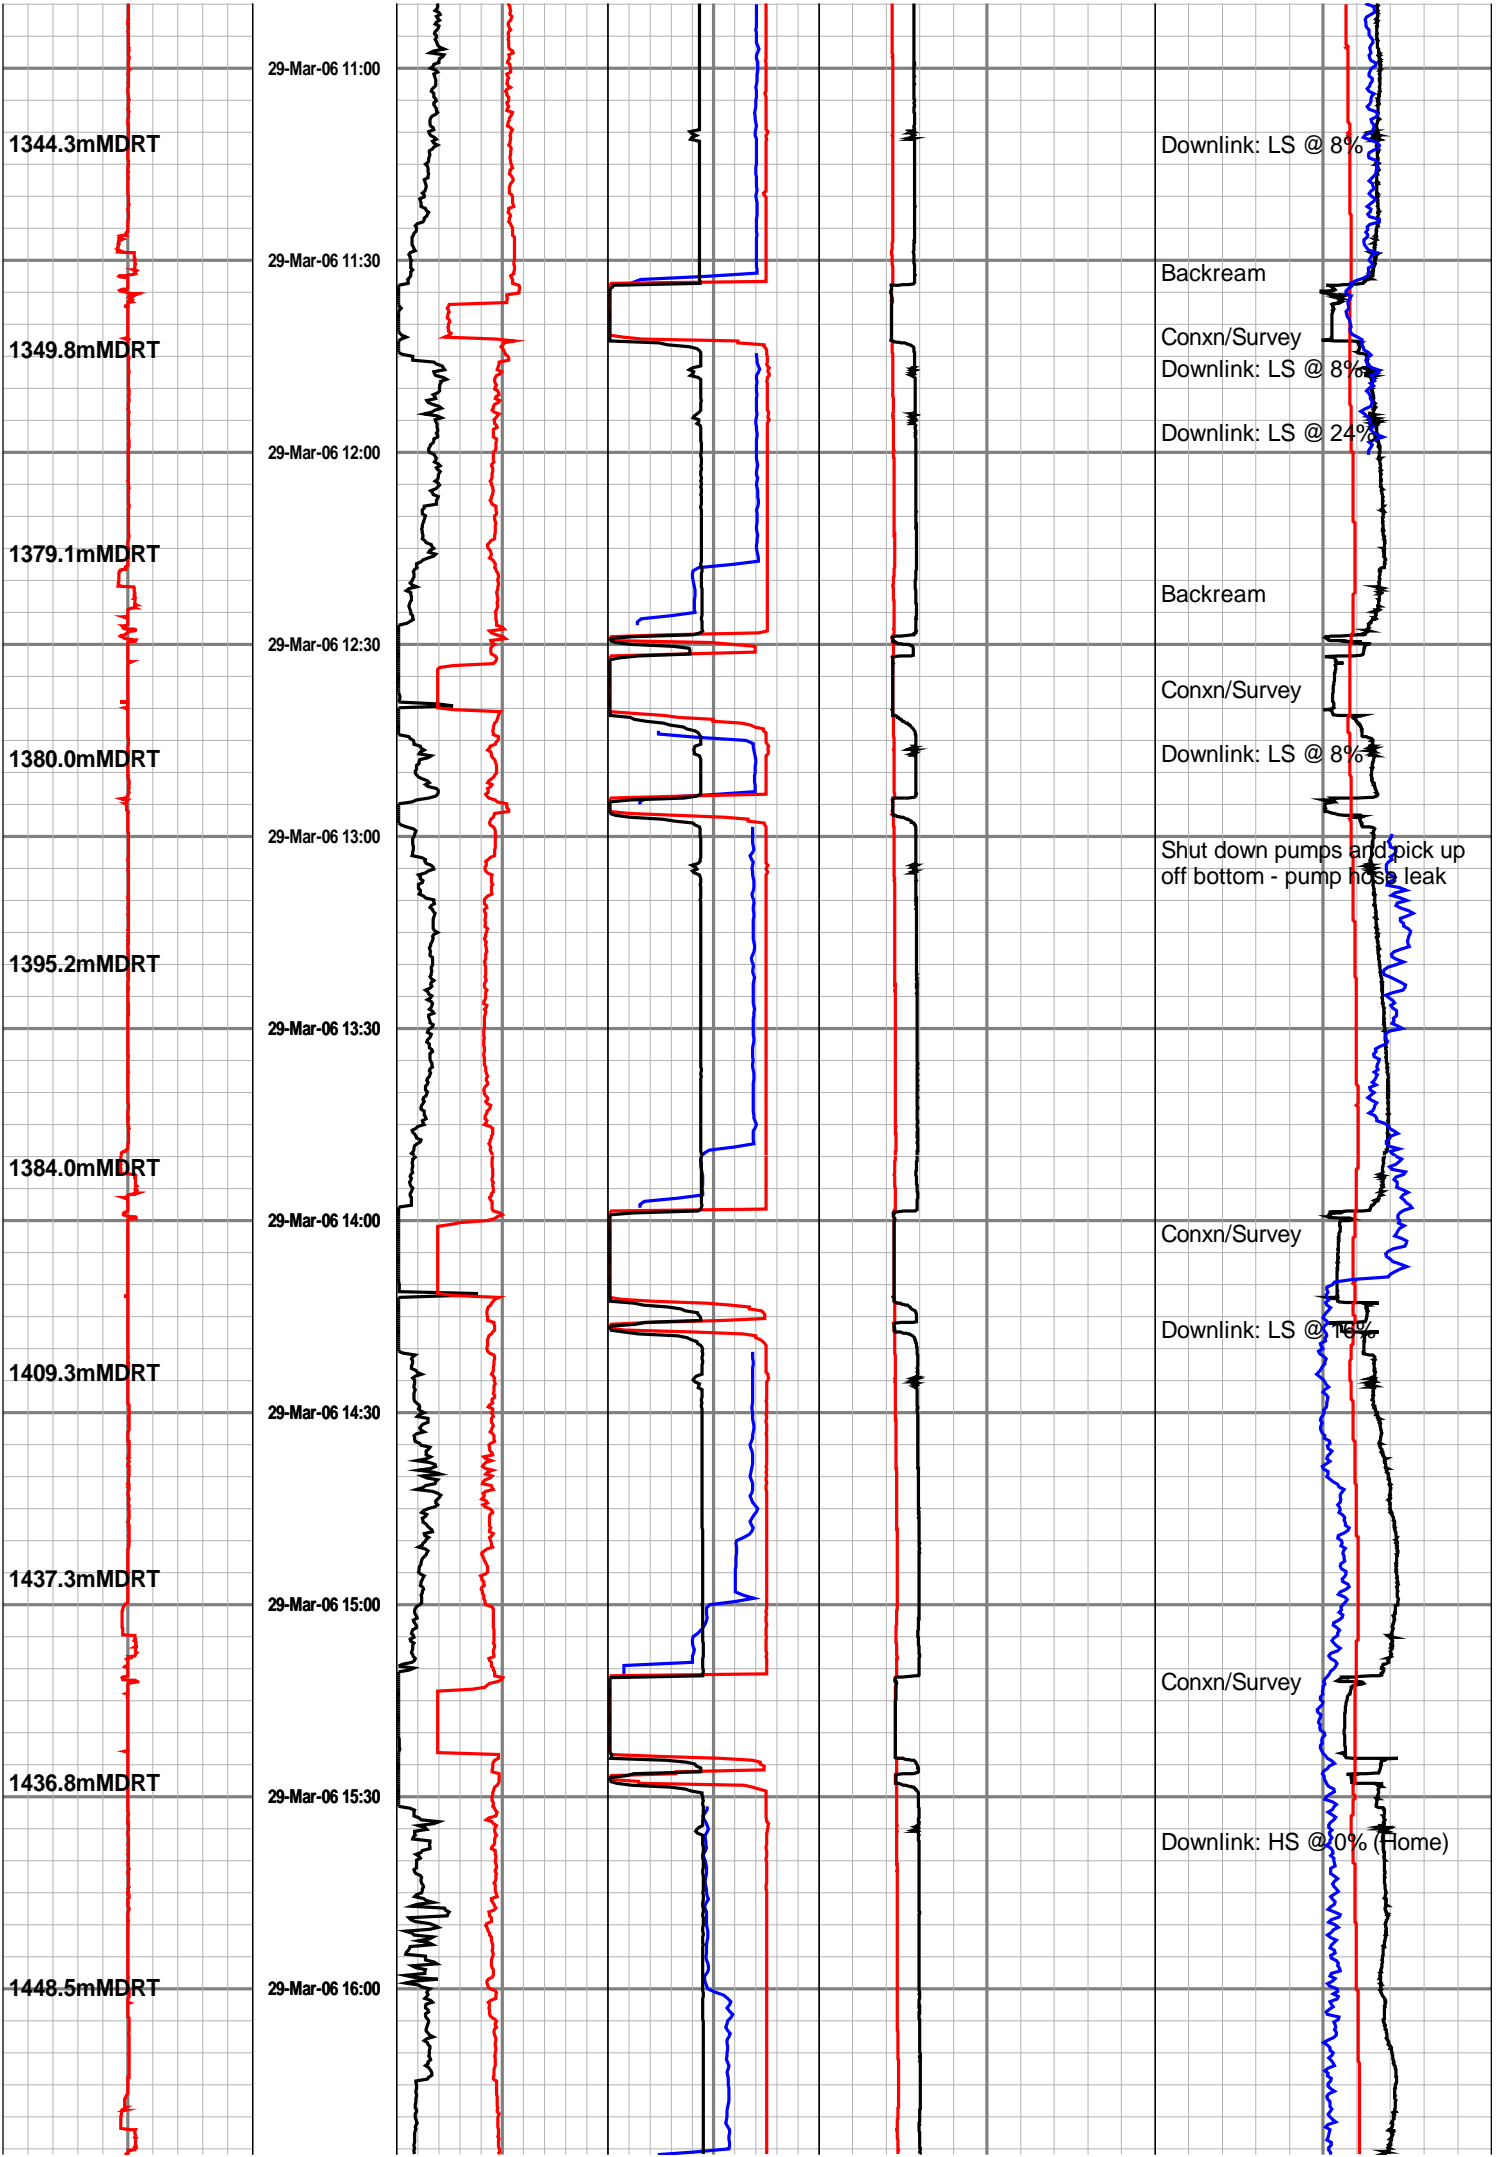 29-Mar-06 11:00
1344.3mMDRT
Downlink: LS @ 8%
29-Mar-06 11:30
Backream
Conxn/Survey
1349.8mMDRT
Downlink: LS @ 8%
Downlink: LS @ 24%
29-Mar-06 12:00
1379.1mMDRT
Backream
29-Mar-06 12:30
Conxn/Survey
1380.0mMDRT
Downlink: LS @ 8%
29-Mar-06 13:00
Shut down pumps and pick up
off bottom - pump hose leak
1395.2mMDRT
29-Mar-06 13:30
1384.0mMDRT
29-Mar-06 14:00
Conxn/Survey
Downlink: LS @ 16%
1409.3mMDRT
29-Mar-06 14:30
1437.3mMDRT
29-Mar-06 15:00
Conxn/Survey
1436.8mMDRT
29-Mar-06 15:30
Downlink: HS @ 0% (Home)
1448.5mMDRT
29-Mar-06 16:00